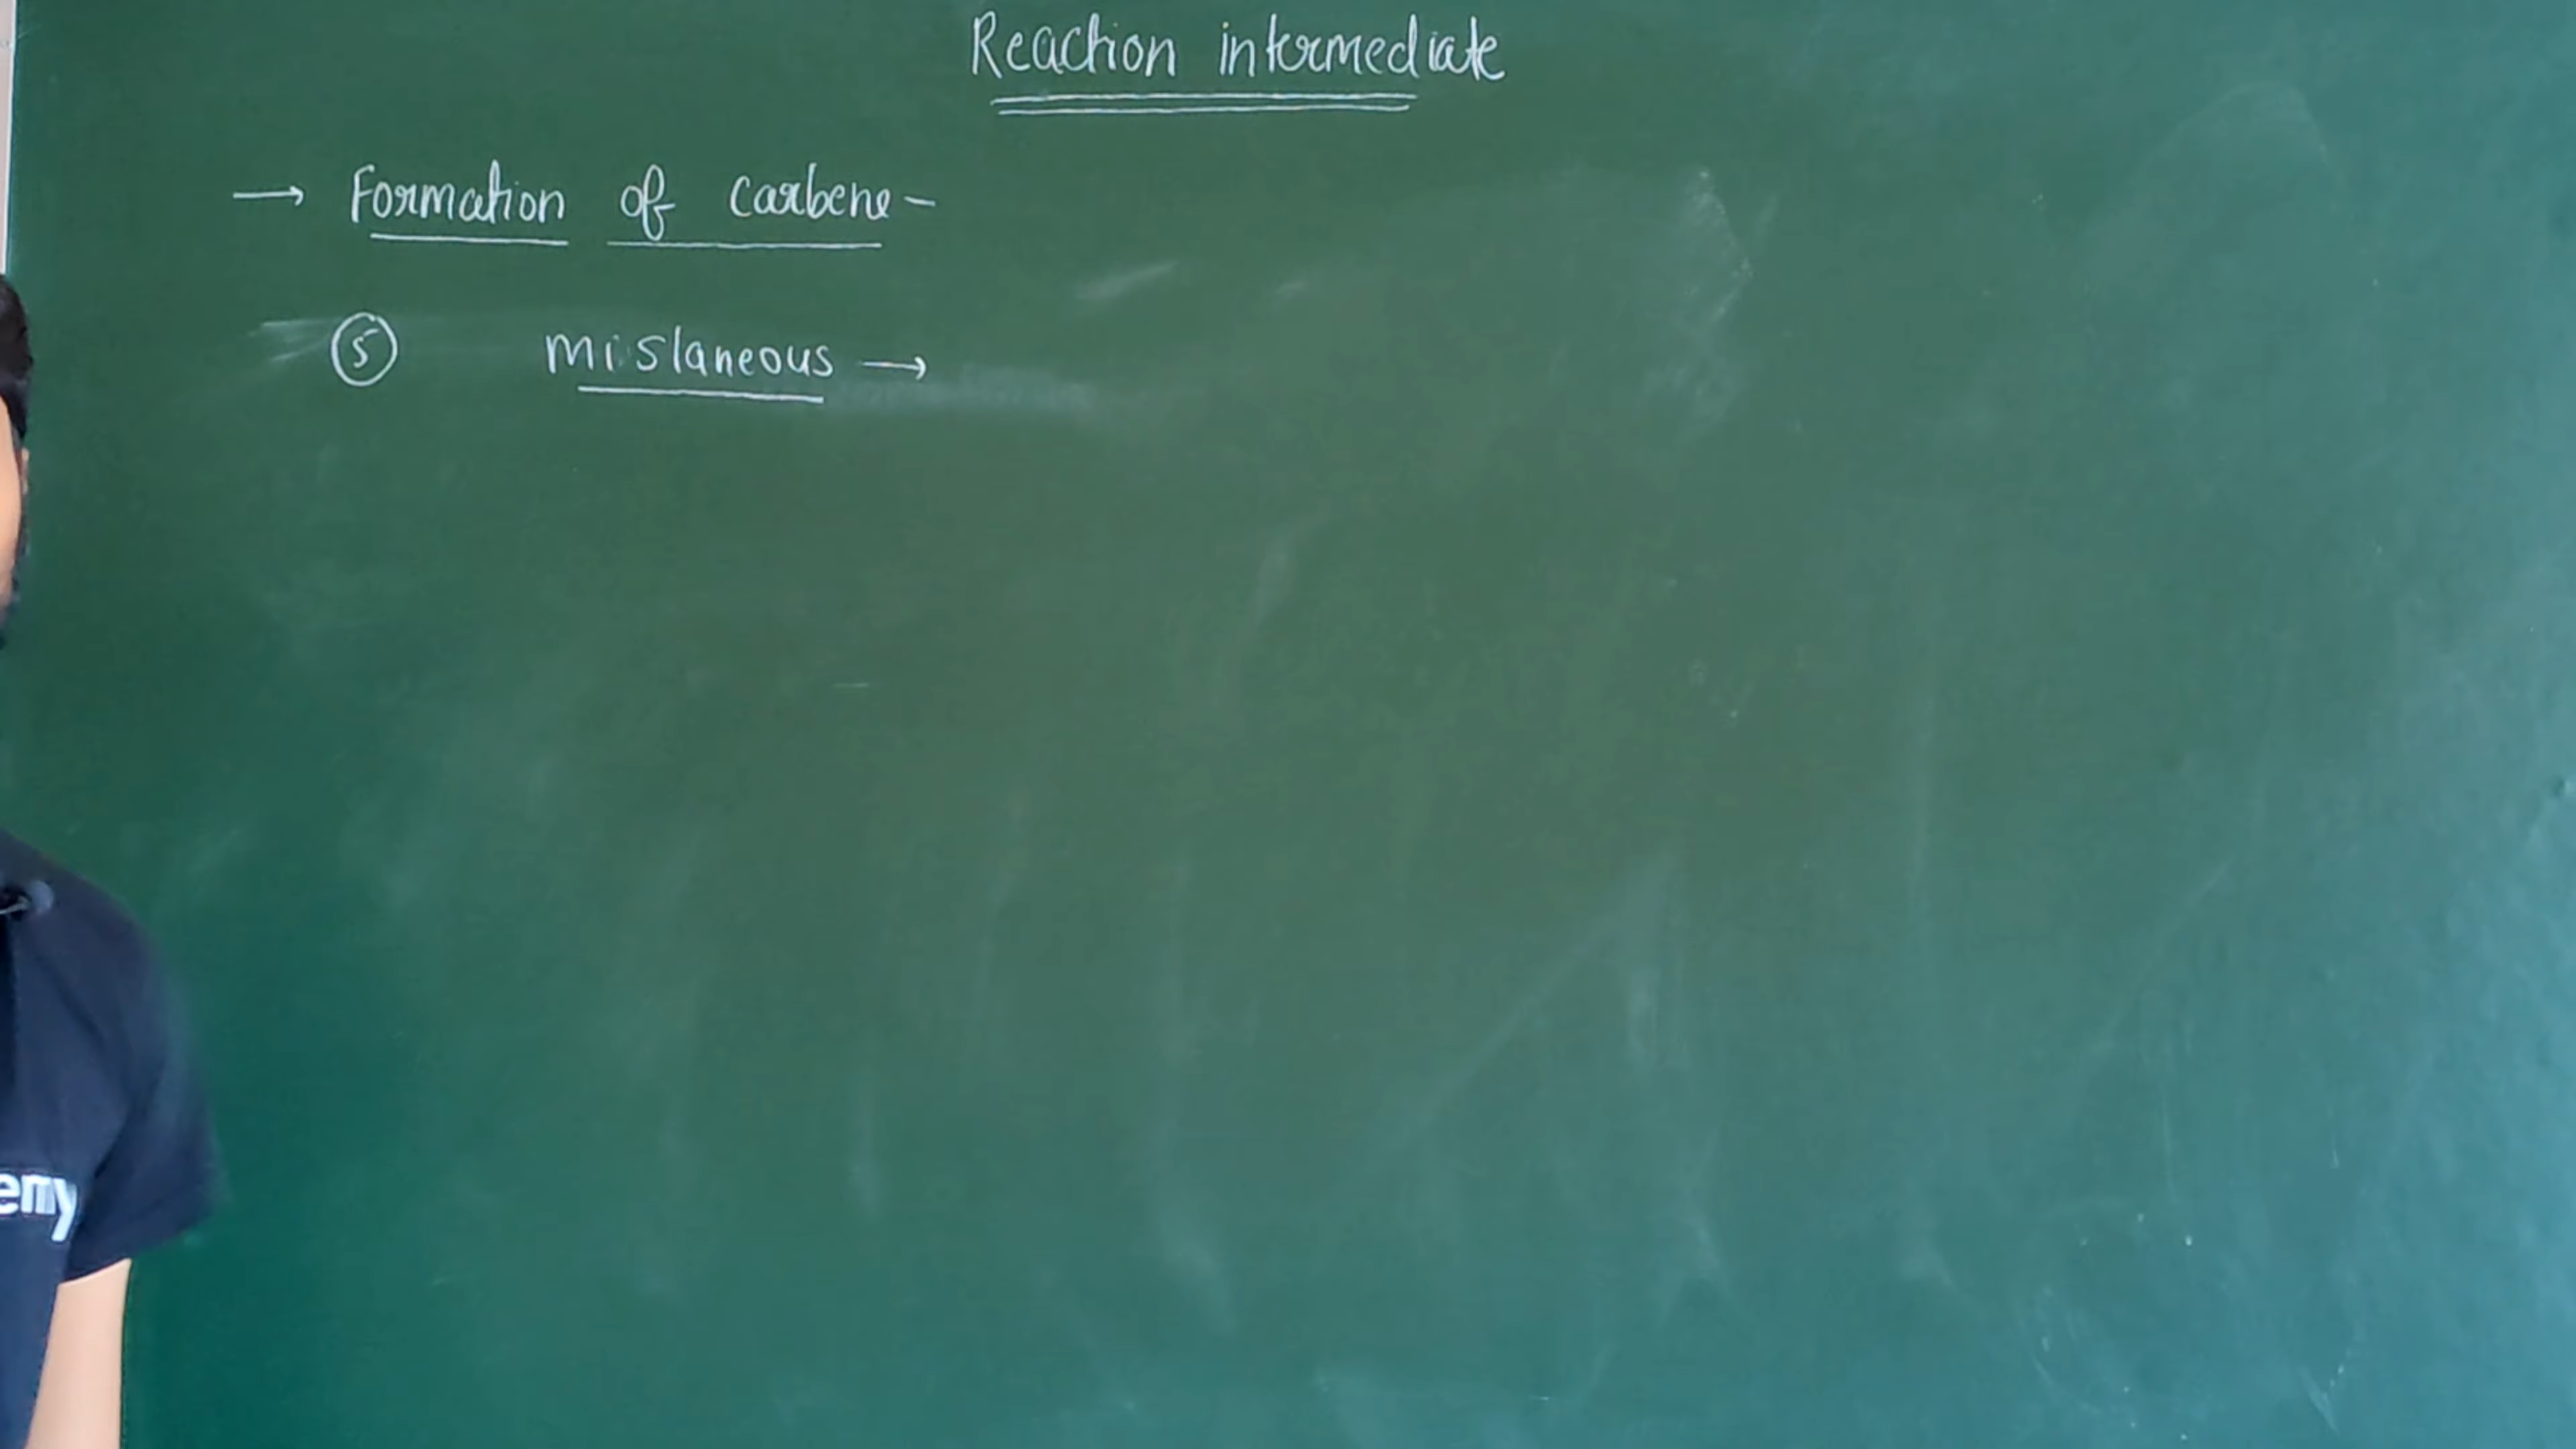 Reaction intermediate
→ Formation of Carbene –
⑤ mislaneous →
emy